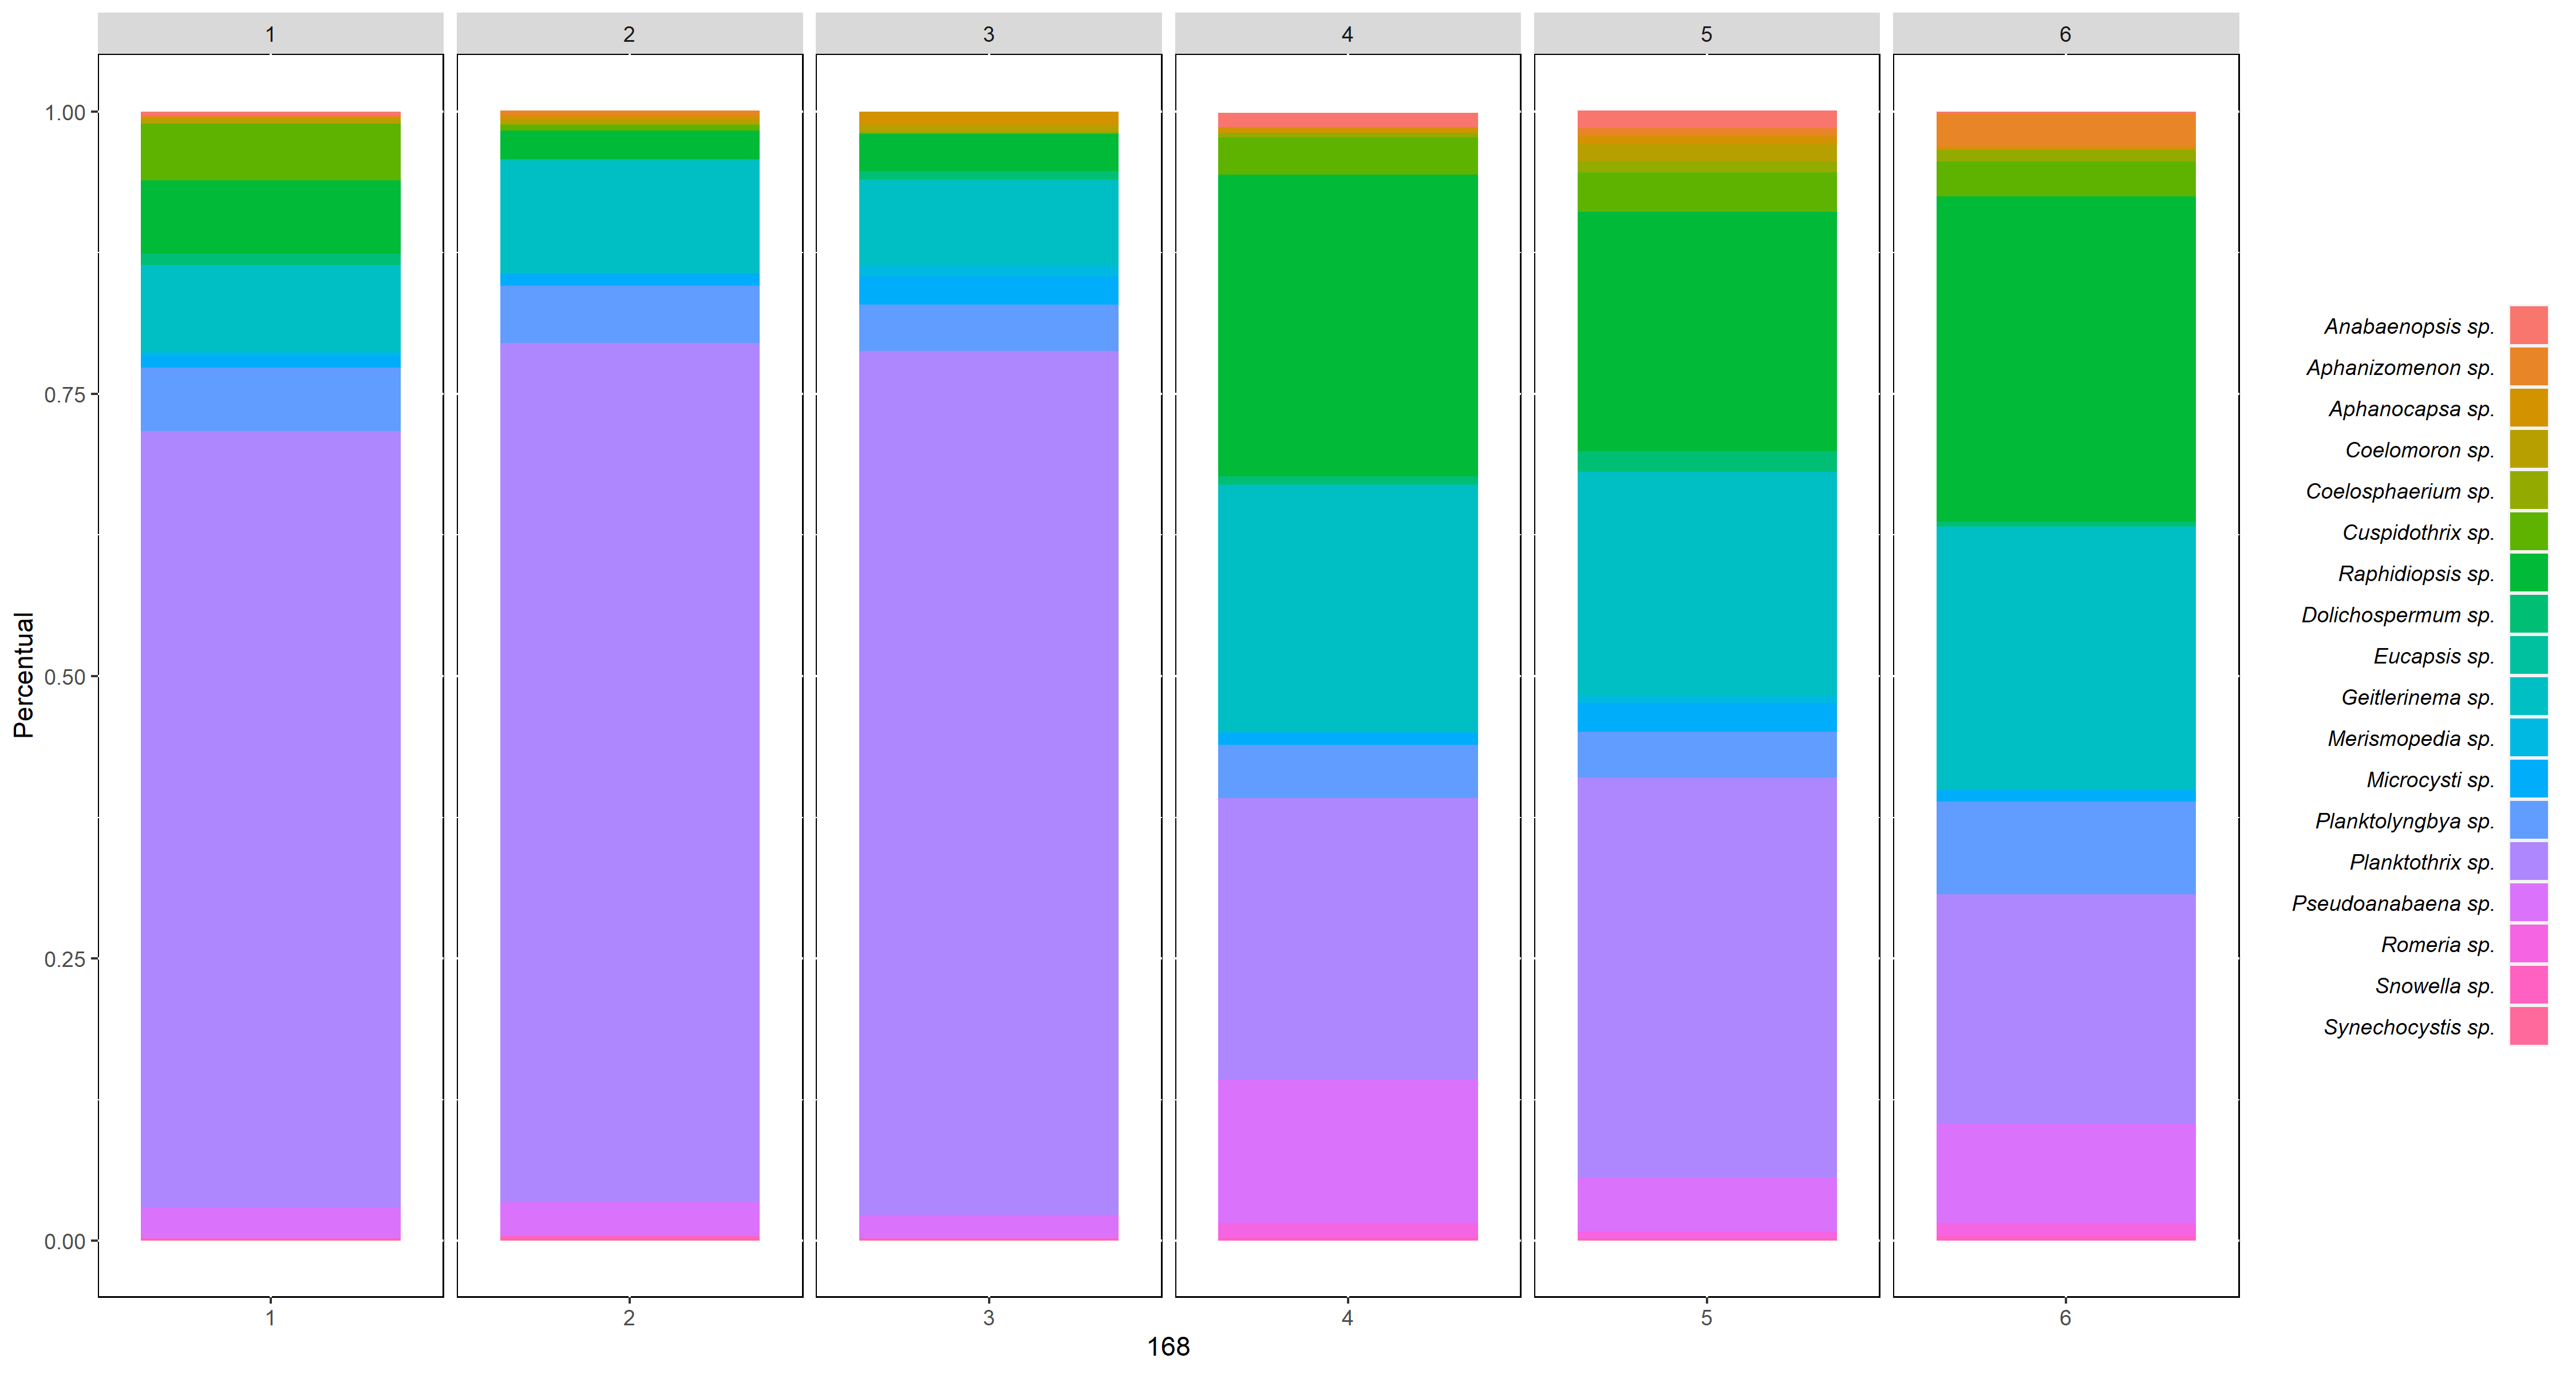 1 2 3 4 5 6
1.00
0.75
0.50
0.25
0.00
Percentual
1 2 3 4 5 6
168
Anabaenopsis sp.
Aphanizomenon sp.
Aphanocapsa sp.
Coelomoron sp.
Coelosphaerium sp.
Cuspidothrix sp.
Raphidiopsis sp.
Dolichospermum sp.
Eucapsis sp.
Geitlerinema sp.
Merismopedia sp.
Microcysti sp.
Planktolyngbya sp.
Planktothrix sp.
Pseudoanabaena sp.
Romeria sp.
Snowella sp.
Synechocystis sp.